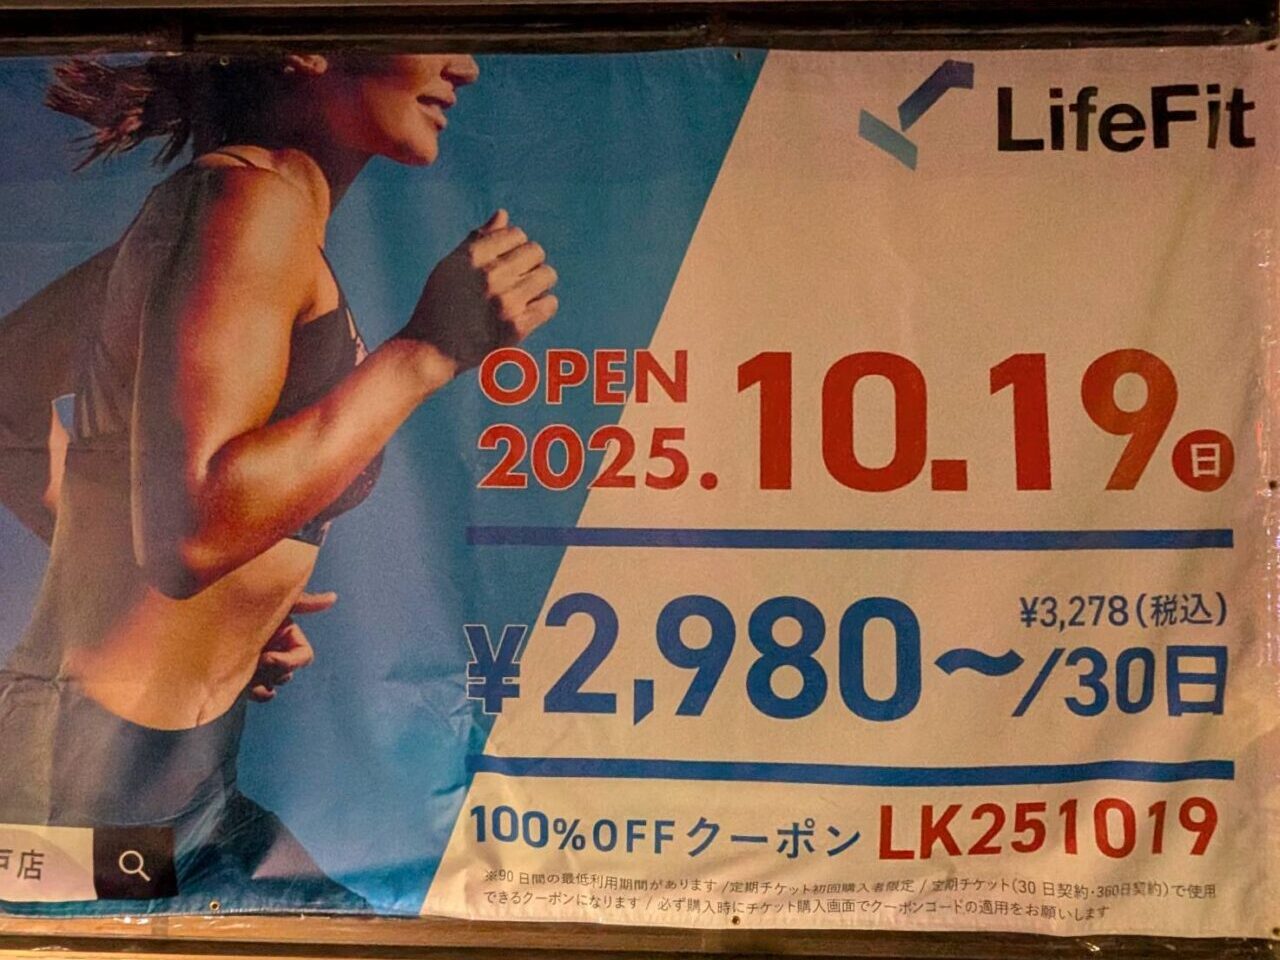 LifeFit
OPEN
2025.10.19日
¥3,278(税込)
¥2,980〜/30日
100%OFFクーポン LK251019
戸店
※90日間の最低利用期間があります/定期チケット初回購入者限定/定期チケット(30日契約・360日契約)で使用
できるクーポンになります/必ず購入時にチケット購入画面でクーポンコードの適用をお願いします